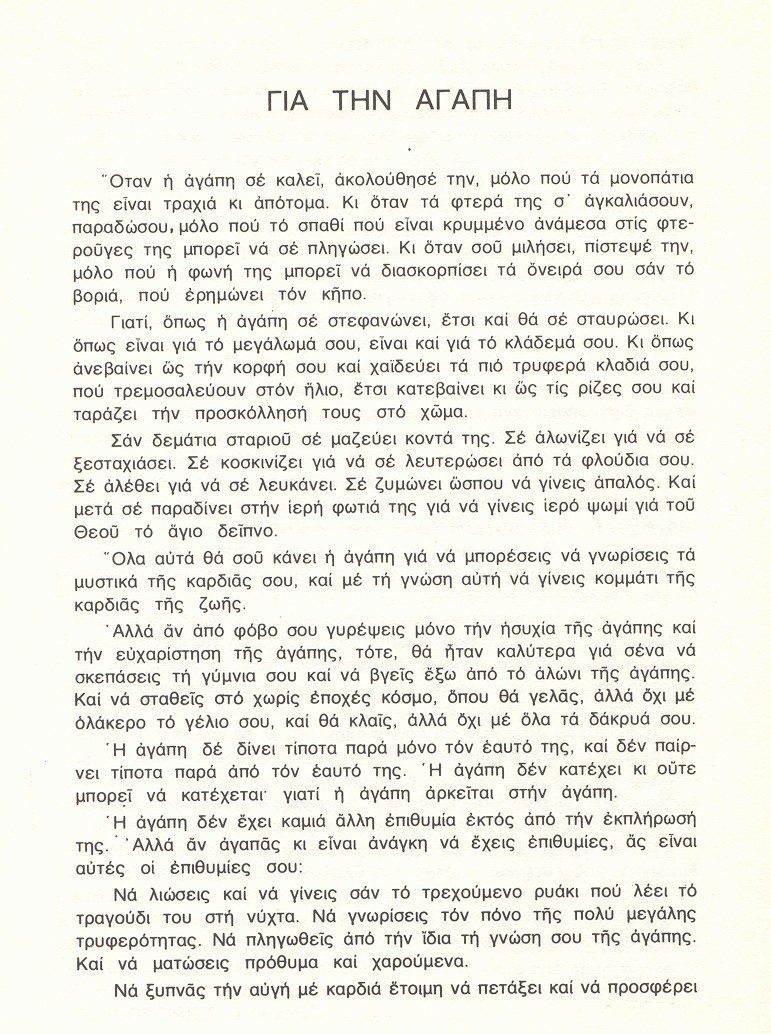 ΓΙΑ ΤΗΝ ΑΓΑΠΗ
Ὅταν ἡ ἀγάπη σέ καλεῖ, ἀκολούθησέ την, μόλο πού τά μονοπάτια
της εἶναι τραχιά κι ἀπότομα. Κι ὅταν τά φτερά της σ᾿ ἀγκαλιάσουν,
παραδώσου, μόλο πού τό σπαθί πού εἶναι κρυμμένο ἀνάμεσα στίς φτε-
ροῦγες της μπορεῖ νά σέ πληγώσει. Κι ὅταν σοῦ μιλήσει, πίστεψέ την,
μόλο πού ἡ φωνή της μπορεῖ νά διασκορπίσει τά ὄνειρά σου σάν τό
βοριά, πού ἐρημώνει τόν κῆπο.
Γιατί, ὅπως ἡ ἀγάπη σέ στεφανώνει, ἔτσι καί θά σέ σταυρώσει. Κι
ὅπως εἶναι γιά τό μεγάλωμά σου, εἶναι καί γιά τό κλάδεμά σου. Κι ὅπως
ἀνεβαίνει ὥς τήν κορφή σου καί χαϊδεύει τά πιό τρυφερά κλαδιά σου,
πού τρεμοσαλεύουν στόν ἥλιο, ἔτσι κατεβαίνει κι ὥς τίς ρίζες σου καί
ταράζει τήν προσκόλλησή τους στό χῶμα.
Σάν δεμάτια σταριοῦ σέ μαζεύει κοντά της. Σέ ἁλωνίζει γιά νά σέ
ξεσταχιάσει. Σέ κοσκινίζει γιά νά σέ λευτερώσει ἀπό τά φλούδια σου.
Σέ ἀλέθει γιά νά σέ λευκάνει. Σέ ζυμώνει ὥσπου νά γίνεις ἁπαλός. Καί
μετά σέ παραδίνει στήν ἱερή φωτιά της γιά νά γίνεις ἱερό ψωμί γιά τοῦ
Θεοῦ τό ἅγιο δεῖπνο.
Ὅλα αὐτά θά σοῦ κάνει ἡ ἀγάπη γιά νά μπορέσεις νά γνωρίσεις τά
μυστικά τῆς καρδιᾶς σου, καί μέ τή γνώση αὐτή νά γίνεις κομμάτι τῆς
καρδιᾶς τῆς ζωῆς.
Ἀλλά ἄν ἀπό φόβο σου γυρέψεις μόνο τήν ἡσυχία τῆς ἀγάπης καί
τήν εὐχαρίστηση τῆς ἀγάπης, τότε, θά ἦταν καλύτερα γιά σένα νά
σκεπάσεις τή γύμνια σου καί νά βγεῖς ἔξω ἀπό τό ἁλώνι τῆς ἀγάπης.
Καί νά σταθεῖς στό χωρίς ἐποχές κόσμο, ὅπου θά γελᾶς, ἀλλά ὄχι μέ
ὁλάκερο τό γέλιο σου, καί θά κλαῖς, ἀλλά ὄχι μέ ὅλα τά δάκρυά σου.
Ἡ ἀγάπη δέ δίνει τίποτα παρά μόνο τόν ἑαυτό της, καί δέν παίρ-
νει τίποτα παρά ἀπό τόν ἑαυτό της. Ἡ ἀγάπη δέν κατέχει κι οὔτε
μπορεῖ νά κατέχεται· γιατί ἡ ἀγάπη ἀρκεῖται στήν ἀγάπη.
Ἡ ἀγάπη δέν ἔχει καμιά ἄλλη ἐπιθυμία ἐκτός ἀπό τήν ἐκπλήρωσή
της. Ἀλλά ἄν ἀγαπᾶς κι εἶναι ἀνάγκη νά ἔχεις ἐπιθυμίες, ἄς εἶναι
αὐτές οἱ ἐπιθυμίες σου:
Νά λιώσεις καί νά γίνεις σάν τό τρεχούμενο ρυάκι πού λέει τό
τραγούδι του στή νύχτα. Νά γνωρίσεις τόν πόνο τῆς πολύ μεγάλης
τρυφερότητας. Νά πληγωθεῖς ἀπό τήν ἴδια τή γνώση σου τῆς ἀγάπης.
Καί νά ματώσεις πρόθυμα καί χαρούμενα.
Νά ξυπνᾶς τήν αὐγή μέ καρδιά ἕτοιμη νά πετάξει καί νά προσφέρει